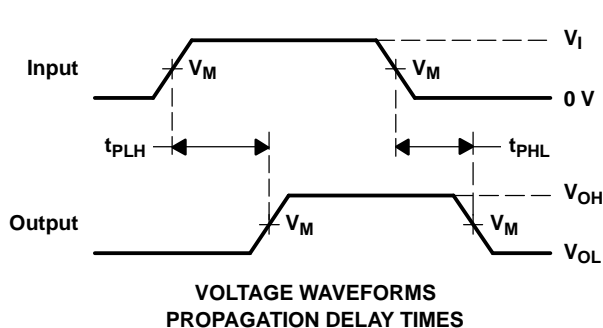 V_I
Input V_M V_M
0 V
t_PLH t_PHL
V_OH
Output V_M V_M
V_OL
VOLTAGE WAVEFORMS
PROPAGATION DELAY TIMES